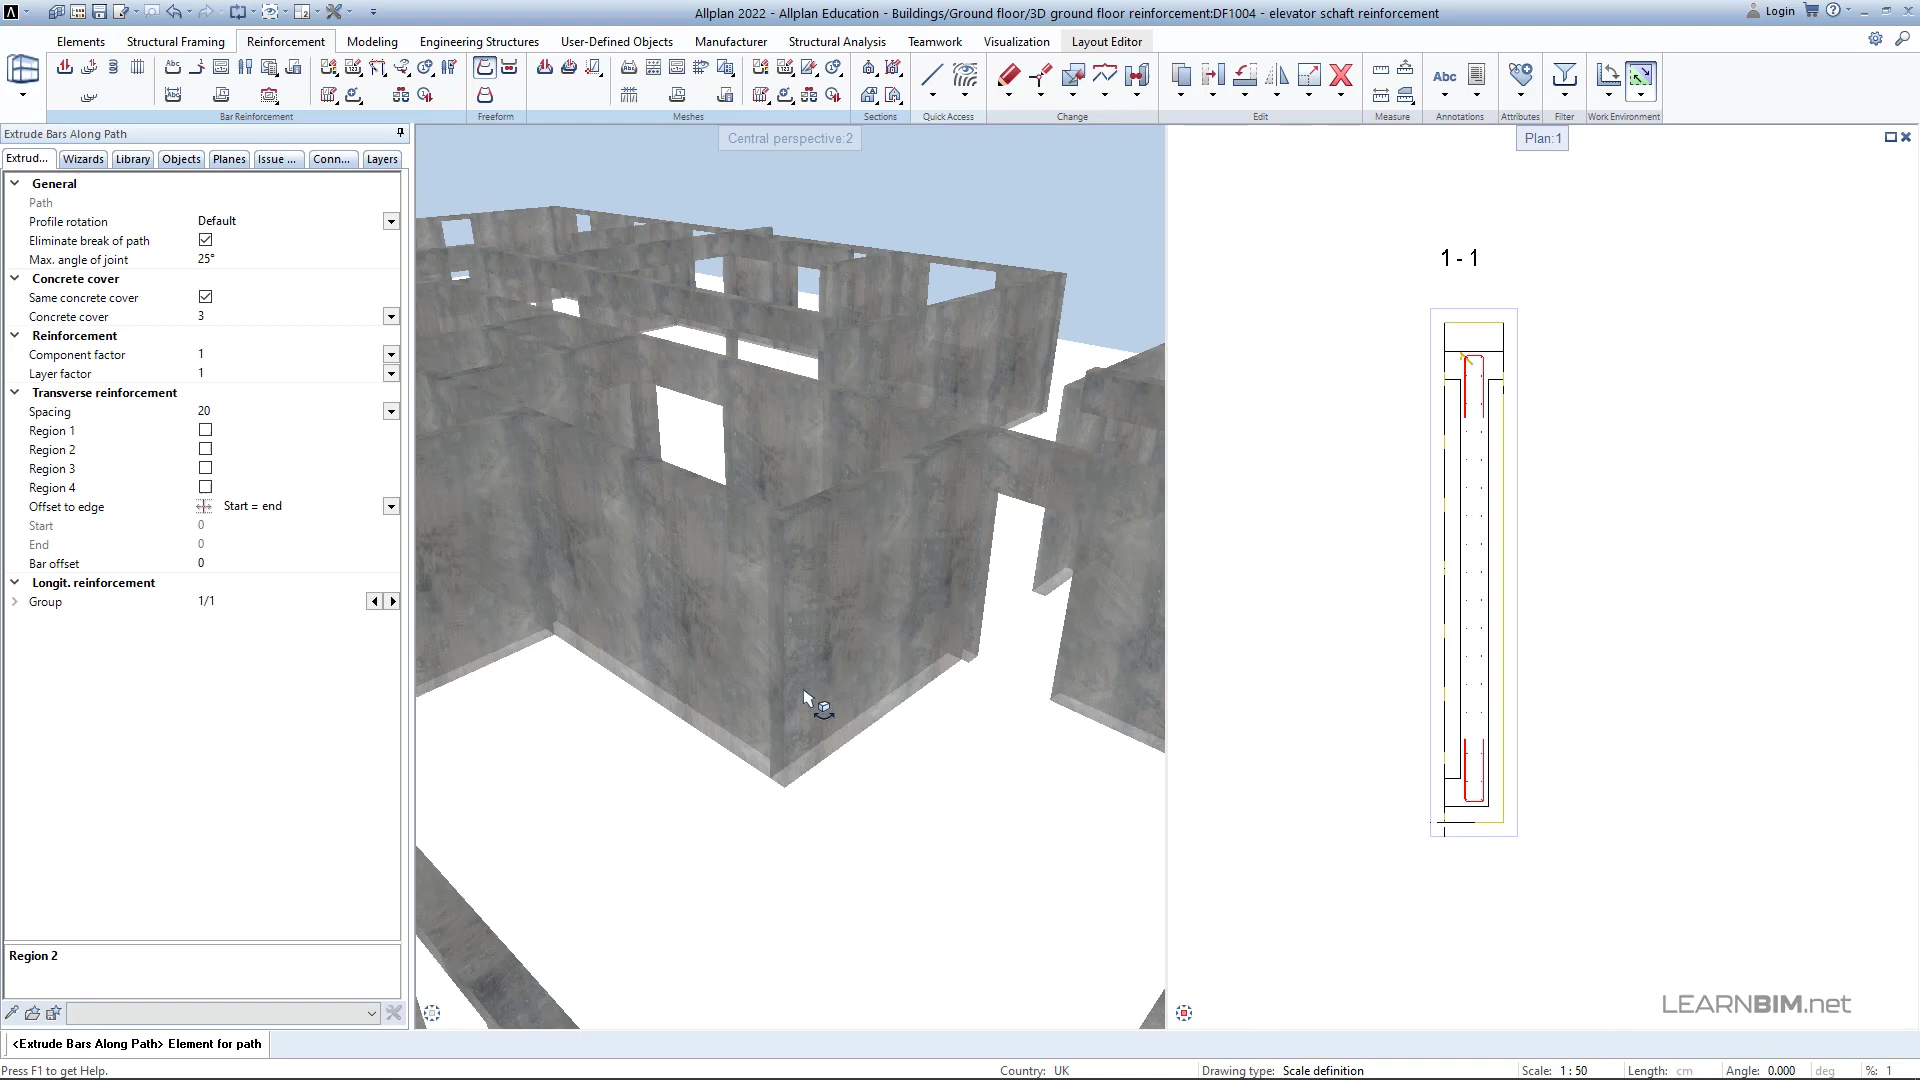 Allplan 2022 - Allplan Education - Buildings/Ground floor/3D ground floor reinforcement:DF1004 - elevator schaft reinforcement
Login
Elements
Structural Framing
Reinforcement
Modeling
Engineering Structures
User-Defined Objects
Manufacturer
Structural Analysis
Teamwork
Visualization
Layout Editor
Abc
Abc
Bar Reinforcement
Freeform
Meshes
Sections
Quick Access
Change
Edit
Measure
Annotations
Attributes
Filter
Work Environment
Extrude Bars Along Path
Extrud...
Wizards
Library
Objects
Planes
Issue ...
Conn...
Layers
General
Path
Profile rotation Default
Eliminate break of path
Max. angle of joint 25°
Concrete cover
Same concrete cover
Concrete cover 3
Reinforcement
Component factor 1
Layer factor 1
Transverse reinforcement
Spacing 20
Region 1
Region 2
Region 3
Region 4
Offset to edge Start = end
Start 0
End 0
Bar offset 0
Longit. reinforcement
Group 1/1
Region 2
Central perspective:2
Plan:1
1 - 1
LEARNBIM.net
<Extrude Bars Along Path> Element for path
Press F1 to get Help.
Country: UK
Drawing type: Scale definition
Scale: 1 : 50
Length: cm
Angle: 0.000 deg
%: 1